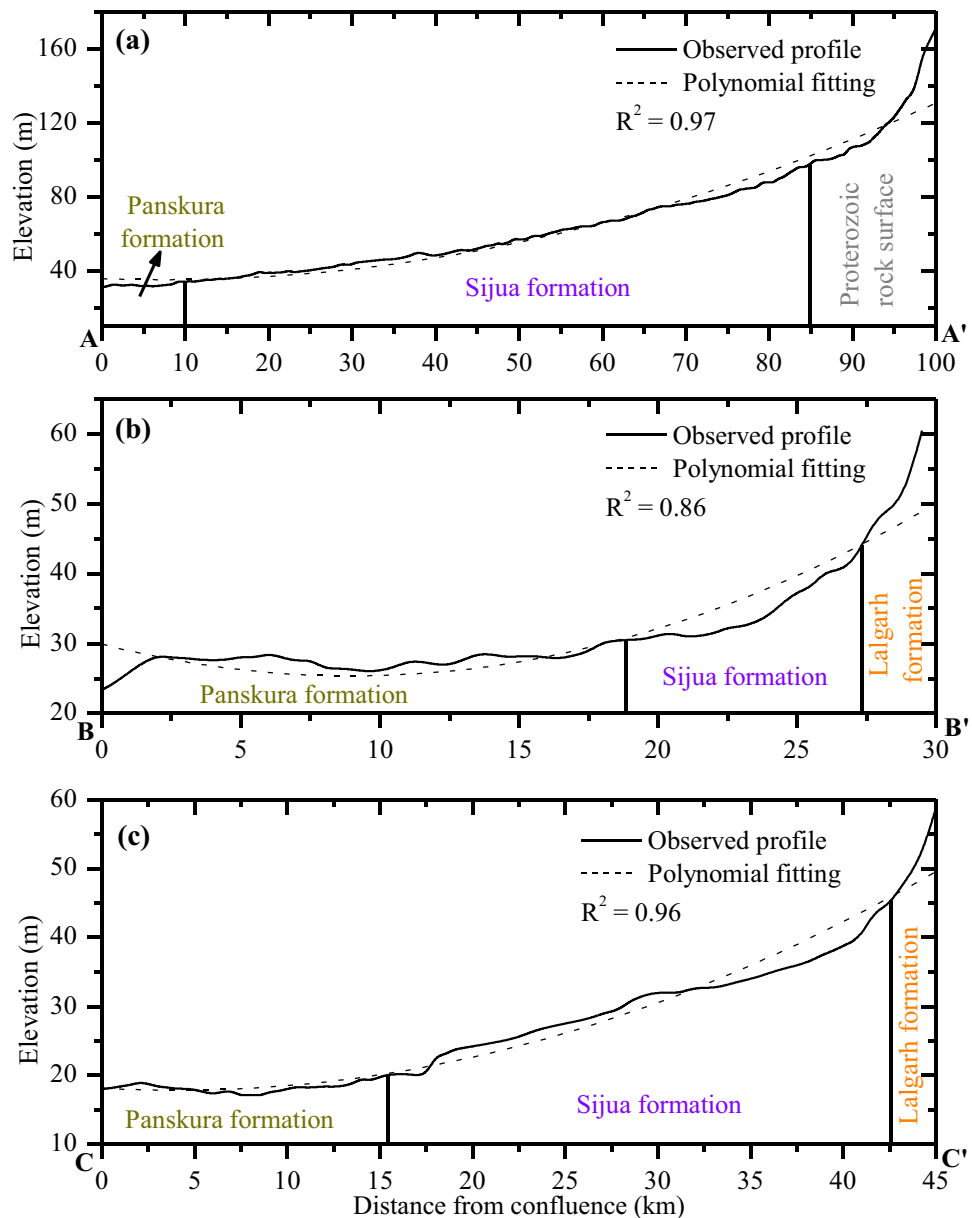 (a)
Observed profile
Polynomial fitting
R² = 0.97
Elevation (m)
160
120
80
40
Panskura
formation
Sijua formation
Proterozoic
rock surface
A
A'
0 10 20 30 40 50 60 70 80 90 100
(b)
Observed profile
Polynomial fitting
R² = 0.86
Elevation (m)
60
50
40
30
20
Panskura formation
Sijua formation
Lalgarh
formation
B
B'
0 5 10 15 20 25 30
(c)
Observed profile
Polynomial fitting
R² = 0.96
Elevation (m)
60
50
40
30
20
10
Panskura formation
Sijua formation
Lalgarh formation
C
C'
0 5 10 15 20 25 30 35 40 45
Distance from confluence (km)